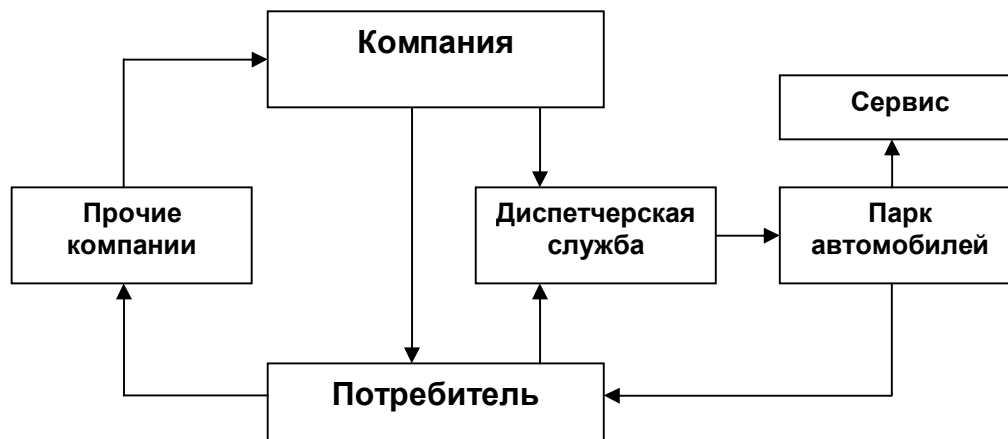 Компания
Сервис
Прочие
компании
Диспетчерская
служба
Парк
автомобилей
Потребитель